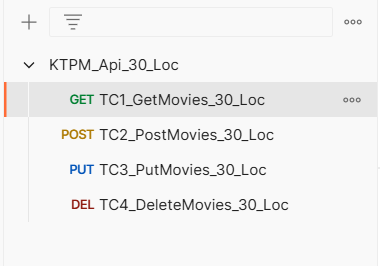 KTPM_Api_30_Loc
GET TC1_GetMovies_30_Loc
POST TC2_PostMovies_30_Loc
PUT TC3_PutMovies_30_Loc
DEL TC4_DeleteMovies_30_Loc